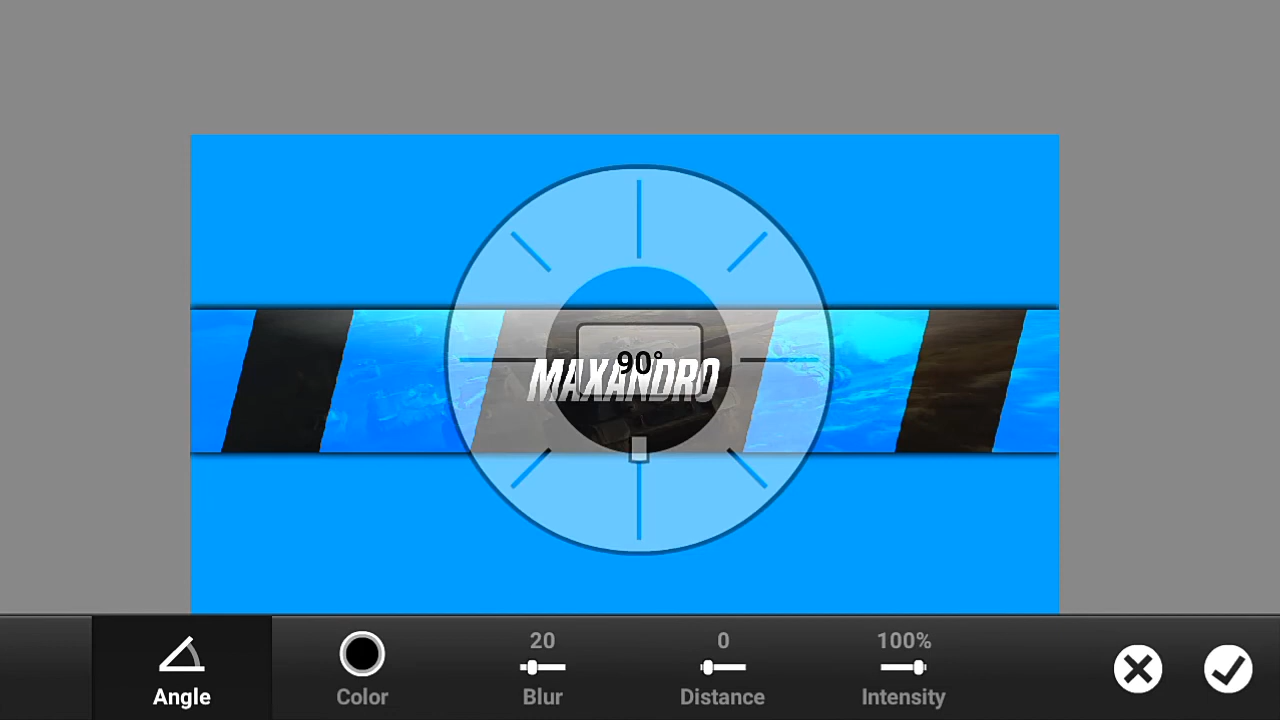 90°
MAXANDRO
20
0
100%
Angle
Color
Blur
Distance
Intensity